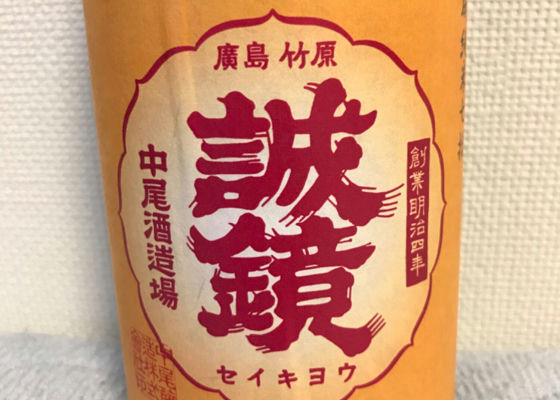 廣島 竹原
誠鏡
セイキヨウ
創業明治四年
中尾酒造場